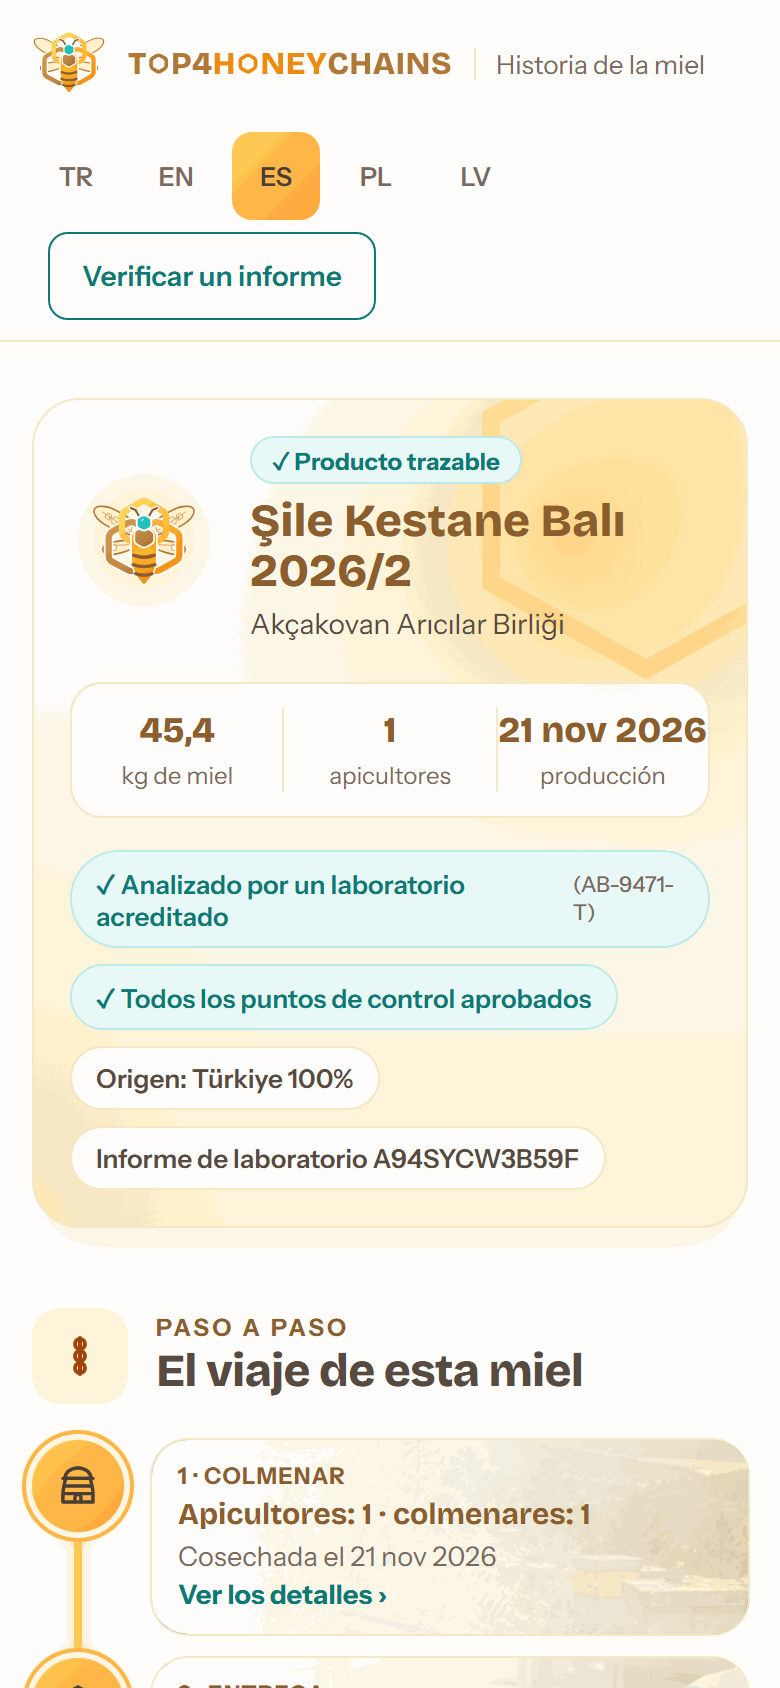 TOP4HONEYCHAINS
Historia de la miel
TR EN ES PL LV
Verificar un informe
✓ Producto trazable
Şile Kestane Balı
2026/2
Akçakovan Arıcılar Birliği
45,4
kg de miel
1
apicultores
21 nov 2026
producción
✓ Analizado por un laboratorio
acreditado
(AB-9471-
T)
✓ Todos los puntos de control aprobados
Origen: Türkiye 100%
Informe de laboratorio A94SYCW3B59F
PASO A PASO
El viaje de esta miel
1 · COLMENAR
Apicultores: 1 · colmenares: 1
Cosechada el 21 nov 2026
Ver los detalles ›